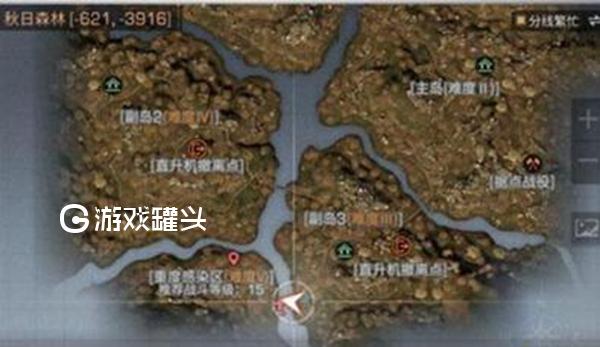 秋日森林[-621, -3916]
分线繁忙
[主岛(难度Ⅱ)]
[副岛2(难度Ⅳ)]
[直升机撤离点]
[据点战役]
G 游戏罐头
[副岛3(难度Ⅲ)]
[直升机撤离点]
[重度感染区(难度Ⅴ)]
推荐战斗等级：15